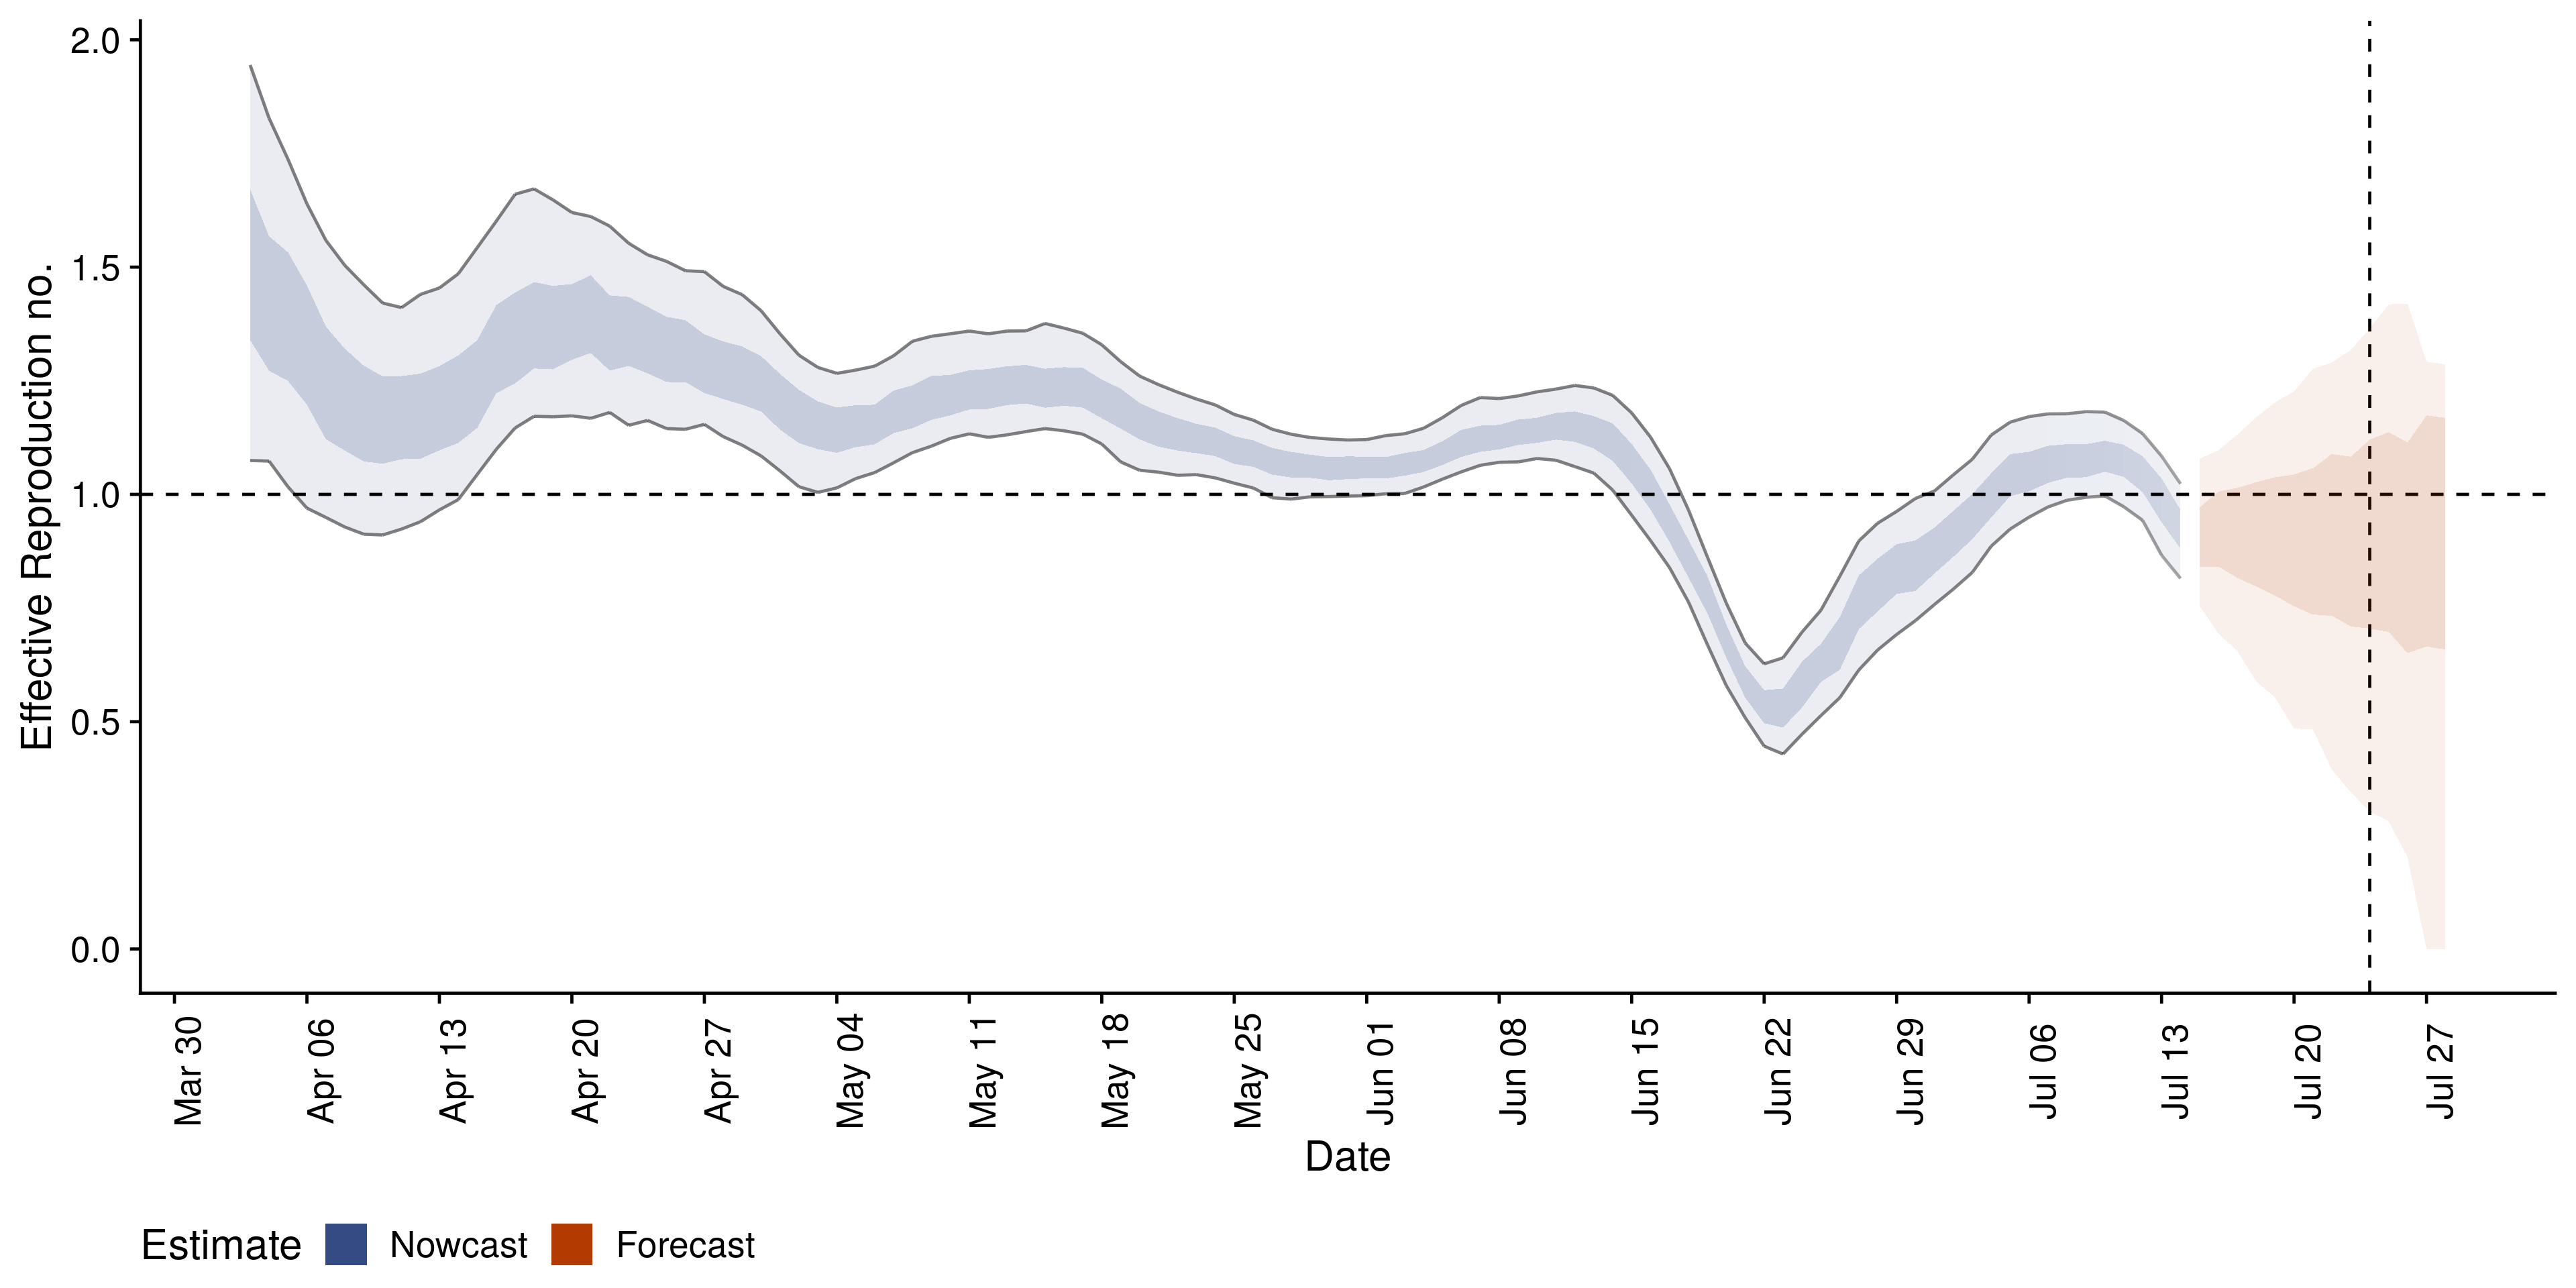 Effective Reproduction no.
2.0
1.5
1.0
0.5
0.0
Mar 30
Apr 06
Apr 13
Apr 20
Apr 27
May 04
May 11
May 18
May 25
Jun 01
Jun 08
Jun 15
Jun 22
Jun 29
Jul 06
Jul 13
Jul 20
Jul 27
Date
Estimate Nowcast Forecast